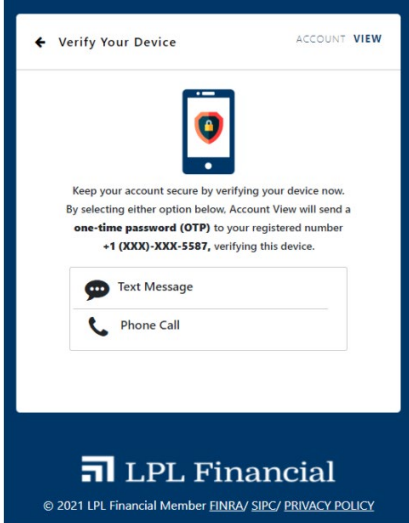 Verify Your Device
ACCOUNT VIEW
Keep your account secure by verifying your device now.
By selecting either option below, Account View will send a
one-time password (OTP) to your registered number
+1 (XXX)-XXX-5587, verifying this device.
Text Message
Phone Call
LPL Financial
© 2021 LPL Financial Member FINRA/ SIPC/ PRIVACY POLICY